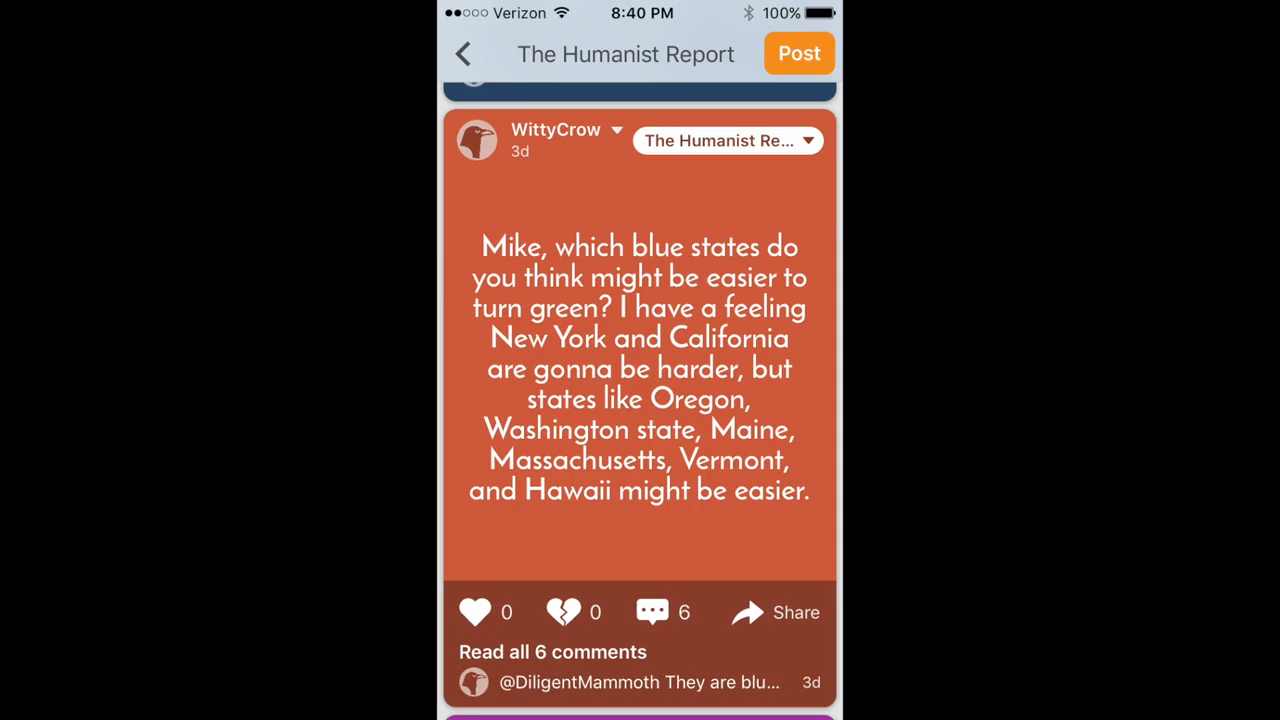 Verizon 8:40 PM 100%
The Humanist Report Post
WittyCrow
3d
The Humanist Re...
Mike, which blue states do
you think might be easier to
turn green? I have a feeling
New York and California
are gonna be harder, but
states like Oregon,
Washington state, Maine,
Massachusetts, Vermont,
and Hawaii might be easier.
0 0 6 Share
Read all 6 comments
@DiligentMammoth They are blu... 3d